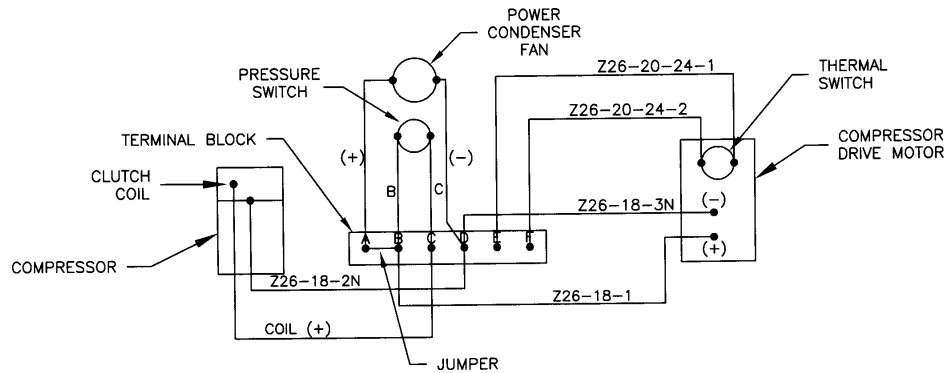 POWER
CONDENSER
FAN
PRESSURE
SWITCH
Z26-20-24-1
THERMAL
SWITCH
Z26-20-24-2
TERMINAL BLOCK
(+)
(-)
COMPRESSOR
DRIVE MOTOR
CLUTCH
COIL
B
C
Z26-18-3N
(-)
A B C D E F
(+)
COMPRESSOR
Z26-18-2N
Z26-18-1
COIL (+)
JUMPER